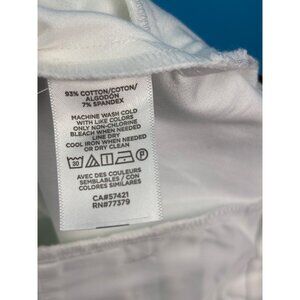 93% COTTON/COTON/
ALGODÓN
7% SPANDEX
MACHINE WASH COLD
WITH LIKE COLORS
ONLY NON-CHLORINE
BLEACH WHEN NEEDED
LINE DRY
COOL IRON WHEN NEEDED
OR DRY CLEAN
30
P
AVEC DES COULEURS
SEMBLABLES / CON
COLORES SIMILARES
CA#57421
RN#77379